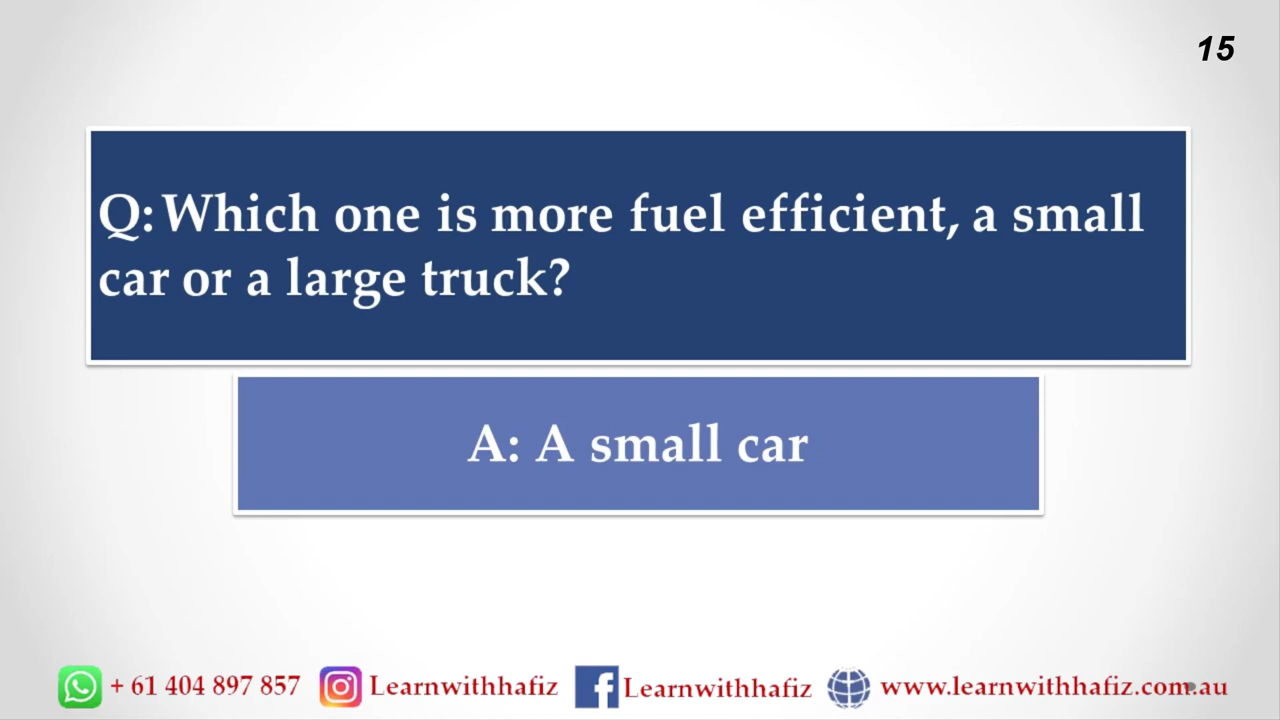 15
Q: Which one is more fuel efficient, a small
car or a large truck?
A: A small car
+ 61 404 897 857 Learnwithhafiz Learnwithhafiz www.learnwithhafiz.com.au